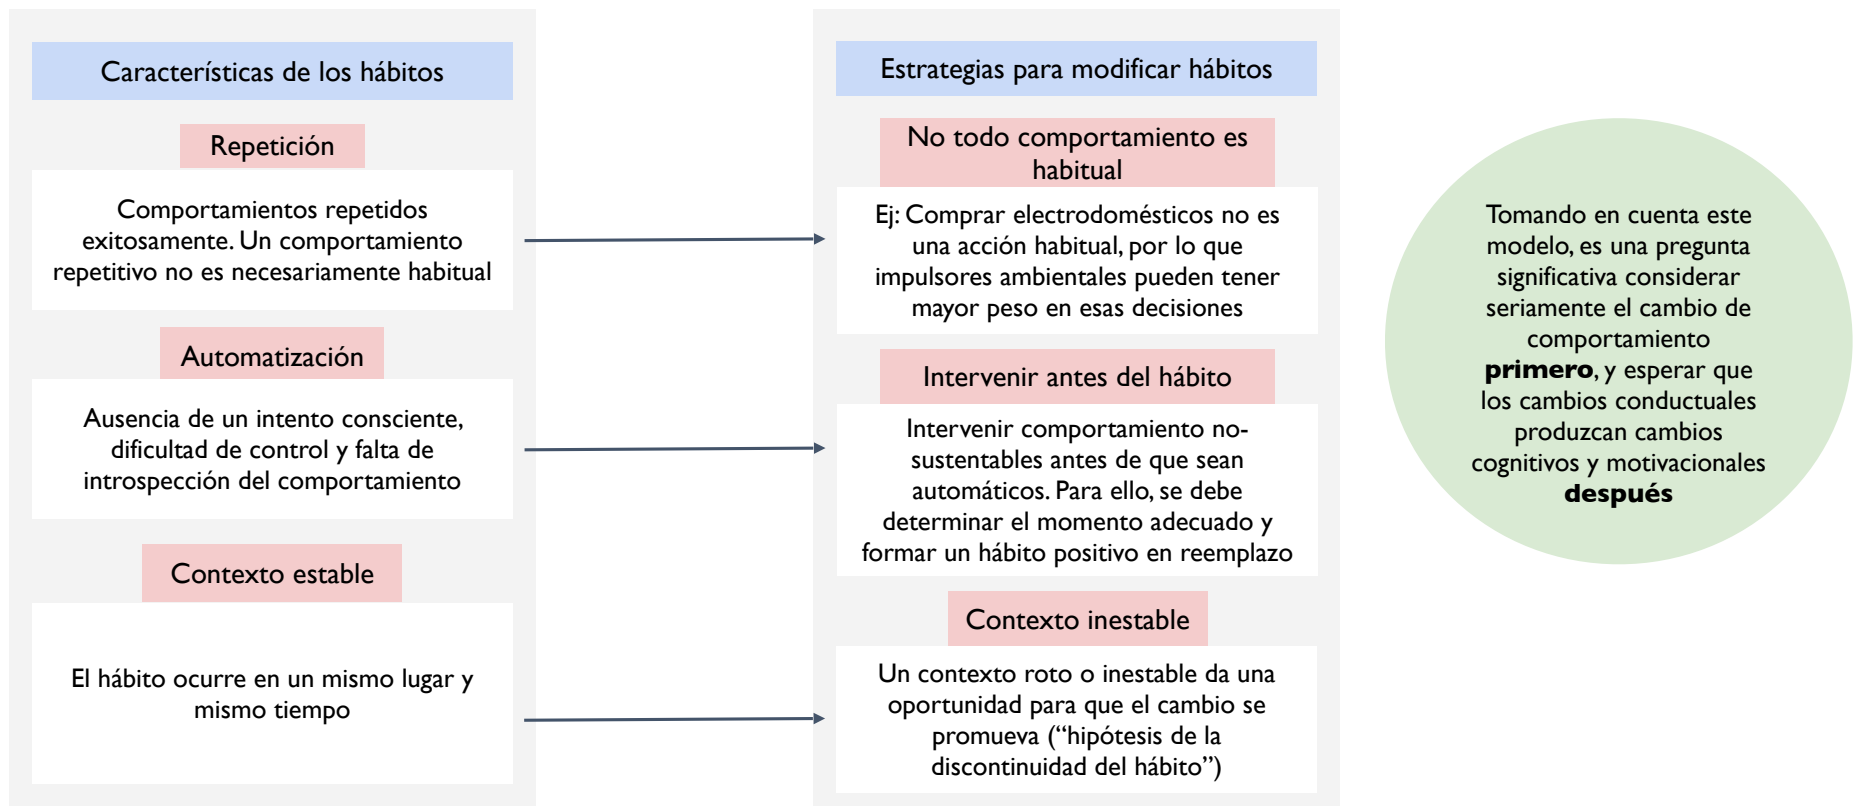 Características de los hábitos
Repetición
Comportamientos repetidos
exitosamente. Un comportamiento
repetitivo no es necesariamente habitual
Automatización
Ausencia de un intento consciente,
dificultad de control y falta de
introspección del comportamiento
Contexto estable
El hábito ocurre en un mismo lugar y
mismo tiempo
Estrategias para modificar hábitos
No todo comportamiento es
habitual
Ej: Comprar electrodomésticos no es
una acción habitual, por lo que
impulsores ambientales pueden tener
mayor peso en esas decisiones
Intervenir antes del hábito
Intervenir comportamiento no-
sustentables antes de que sean
automáticos. Para ello, se debe
determinar el momento adecuado y
formar un hábito positivo en reemplazo
Contexto inestable
Un contexto roto o inestable da una
oportunidad para que el cambio se
promueva (“hipótesis de la
discontinuidad del hábito”)
Tomando en cuenta este
modelo, es una pregunta
significativa considerar
seriamente el cambio de
comportamiento
primero, y esperar que
los cambios conductuales
produzcan cambios
cognitivos y motivacionales
después